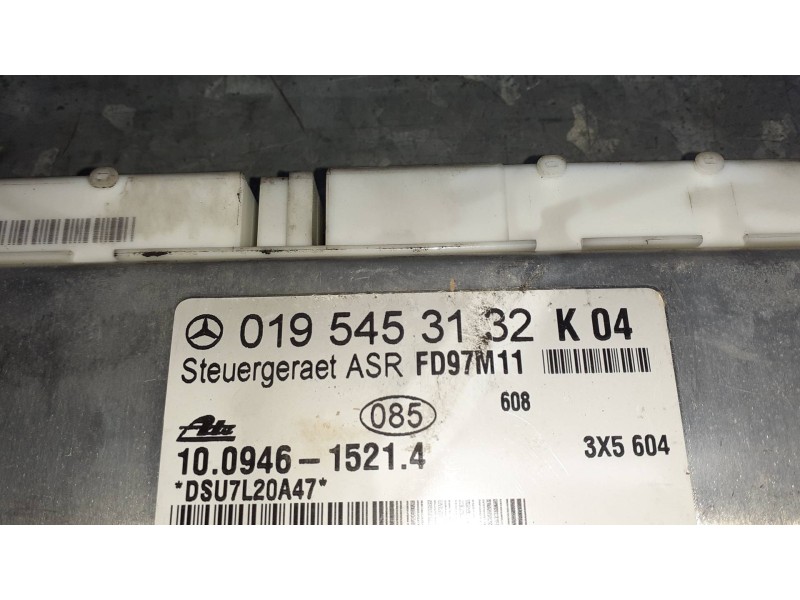 019 545 31 32 K 04
Steuergeraet ASR FD97M11
085 608
Ate 3X5 604
10.0946-1521.4
*DSU7L20A47*